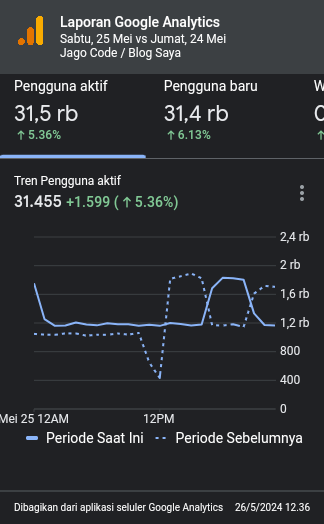 Laporan Google Analytics
Sabtu, 25 Mei vs Jumat, 24 Mei
Jago Code / Blog Saya
Pengguna aktif
Pengguna baru
W
31,5 rb
31,4 rb
0
↑ 5.36%
↑ 6.13%
↑
Tren Pengguna aktif
31.455 +1.599 ( ↑ 5.36%)
2,4 rb
2 rb
1,6 rb
1,2 rb
800
400
0
Mei 25 12AM
12PM
Periode Saat Ini
Periode Sebelumnya
Dibagikan dari aplikasi seluler Google Analytics
26/5/2024 12.36